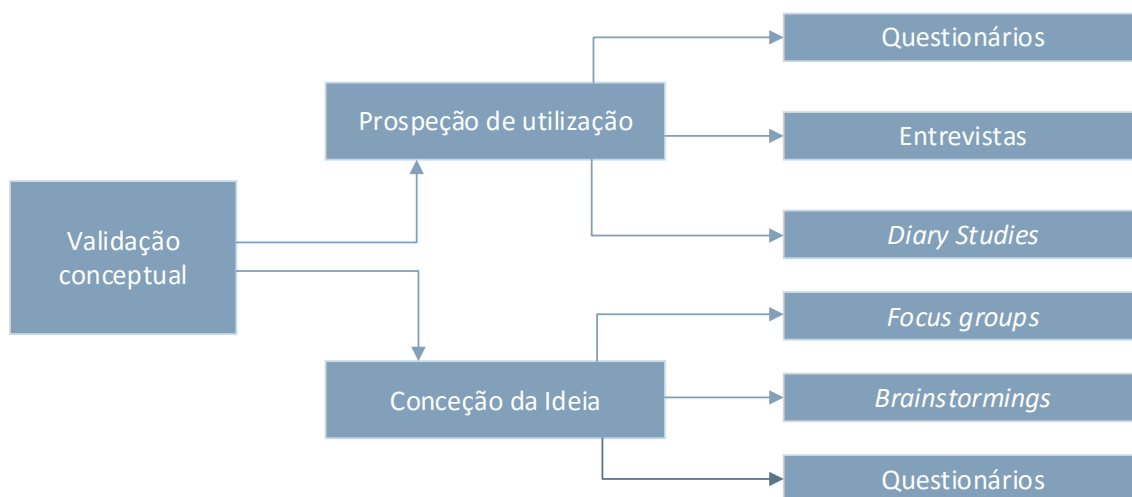 Validação
conceptual
Prospeção de utilização
Questionários
Entrevistas
Diary Studies
Conceção da Ideia
Focus groups
Brainstormings
Questionários